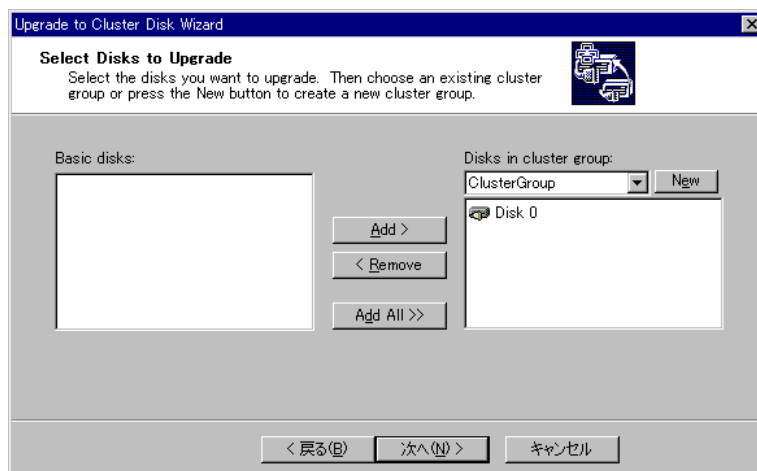 Upgrade to Cluster Disk Wizard
Select Disks to Upgrade
Select the disks you want to upgrade. Then choose an existing cluster
group or press the New button to create a new cluster group.
Basic disks:
Disks in cluster group:
ClusterGroup
New
Disk 0
Add >
< Remove
Add All >>
< 戻る(B)
次へ(N) >
キャンセル